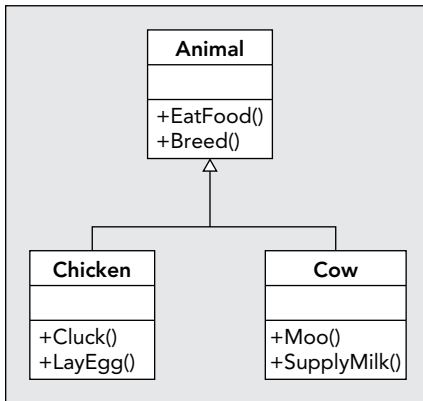 Animal
+EatFood()
+Breed()
Chicken
+Cluck()
+LayEgg()
Cow
+Moo()
+SupplyMilk()